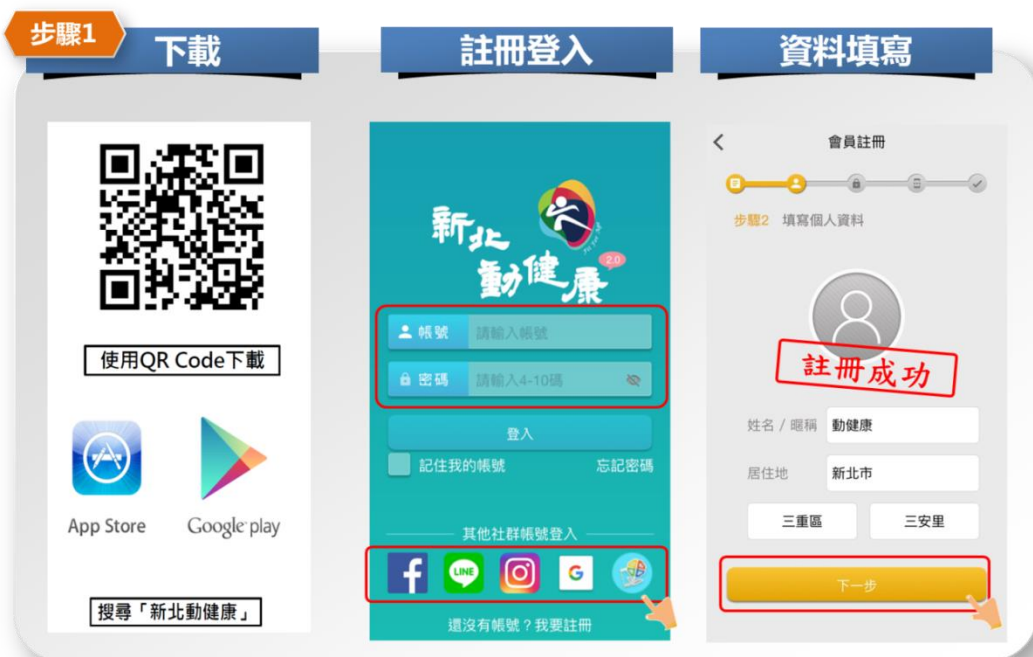 步驟1
下載
註冊登入
資料填寫
使用QR Code下載
App Store
Google play
搜尋「新北動健康」
新北
動健康
2.0
帳號 請輸入帳號
密碼 請輸入4-10碼
登入
記住我的帳號 忘記密碼
其他社群帳號登入
LINE
還沒有帳號？我要註冊
會員註冊
步驟2 填寫個人資料
註冊成功
姓名 / 暱稱 動健康
居住地 新北市
三重區 三安里
下一步